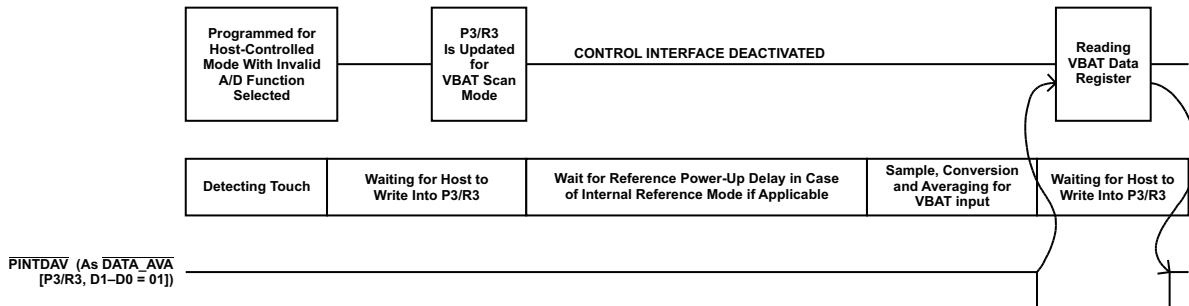 Programmed for
Host-Controlled
Mode With Invalid
A/D Function
Selected
P3/R3
Is Updated
for
VBAT Scan
Mode
CONTROL INTERFACE DEACTIVATED
Reading
VBAT Data
Register
Detecting Touch
Waiting for Host to
Write Into P3/R3
Wait for Reference Power-Up Delay in Case
of Internal Reference Mode if Applicable
Sample, Conversion
and Averaging for
VBAT input
Waiting for Host to
Write Into P3/R3
PINTDAV (As DATA_AVA
[P3/R3, D1–D0 = 01])